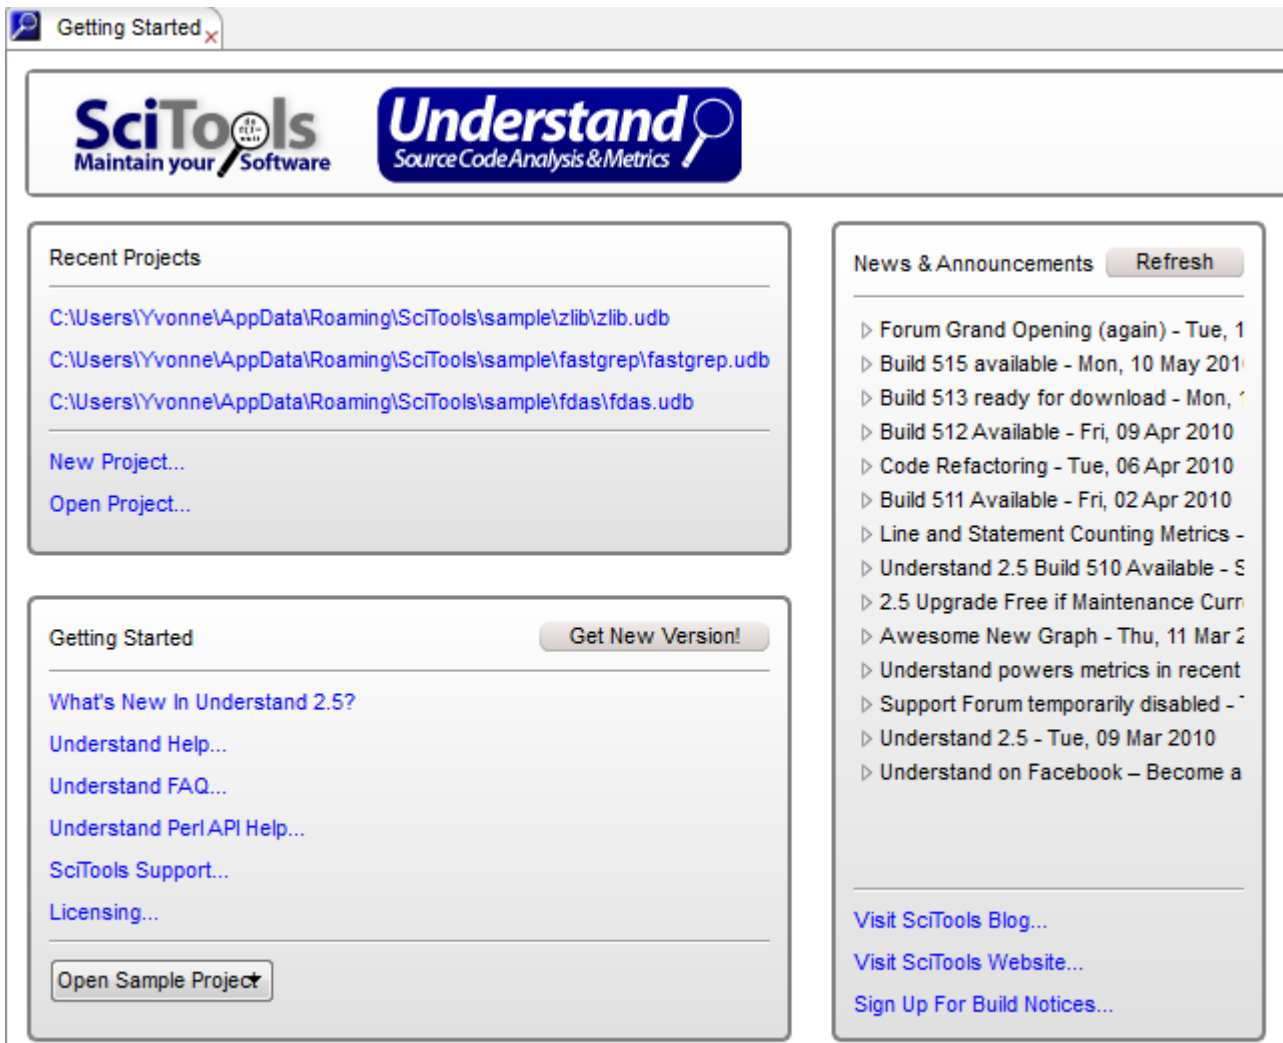 Getting Started
SciTools
Maintain your Software
Understand
Source Code Analysis & Metrics
Recent Projects
C:\Users\Yvonne\AppData\Roaming\SciTools\sample\zlib\zlib.udb
C:\Users\Yvonne\AppData\Roaming\SciTools\sample\fastgrep\fastgrep.udb
C:\Users\Yvonne\AppData\Roaming\SciTools\sample\fdas\fdas.udb
New Project...
Open Project...
Getting Started
Get New Version!
What's New In Understand 2.5?
Understand Help...
Understand FAQ...
Understand Perl API Help...
SciTools Support...
Licensing...
Open Sample Project
News & Announcements
Refresh
Forum Grand Opening (again) - Tue, 1
Build 515 available - Mon, 10 May 201
Build 513 ready for download - Mon,
Build 512 Available - Fri, 09 Apr 2010
Code Refactoring - Tue, 06 Apr 2010
Build 511 Available - Fri, 02 Apr 2010
Line and Statement Counting Metrics -
Understand 2.5 Build 510 Available - S
2.5 Upgrade Free if Maintenance Curr
Awesome New Graph - Thu, 11 Mar 2
Understand powers metrics in recent
Support Forum temporarily disabled -
Understand 2.5 - Tue, 09 Mar 2010
Understand on Facebook – Become a
Visit SciTools Blog...
Visit SciTools Website...
Sign Up For Build Notices...